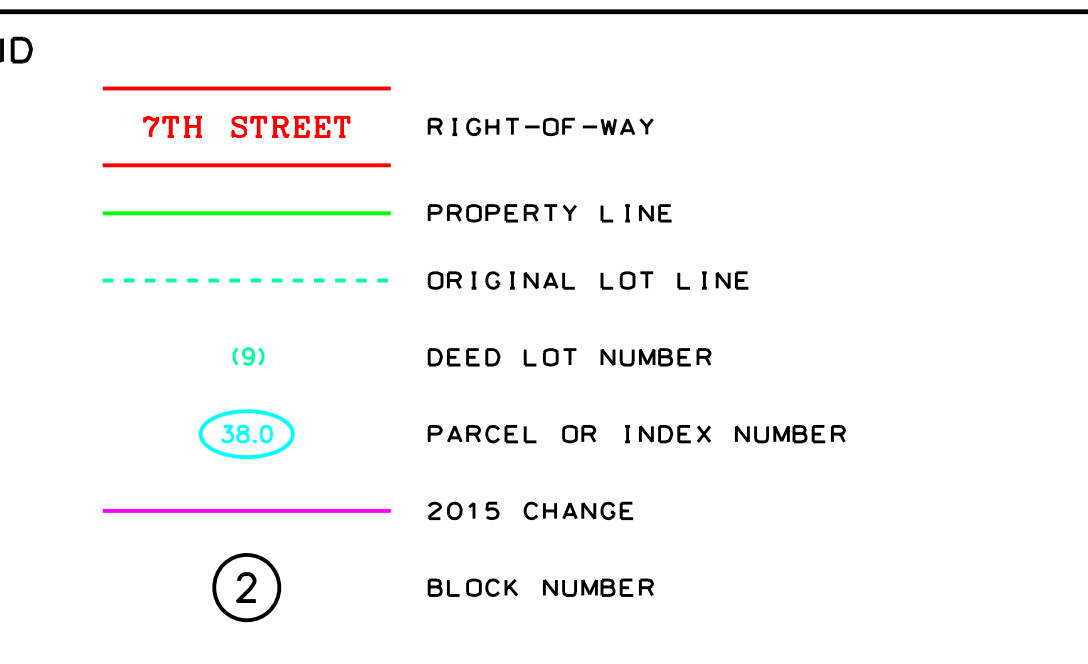 7TH STREET RIGHT-OF-WAY
PROPERTY LINE
ORIGINAL LOT LINE
(9) DEED LOT NUMBER
38.0 PARCEL OR INDEX NUMBER
2015 CHANGE
2 BLOCK NUMBER